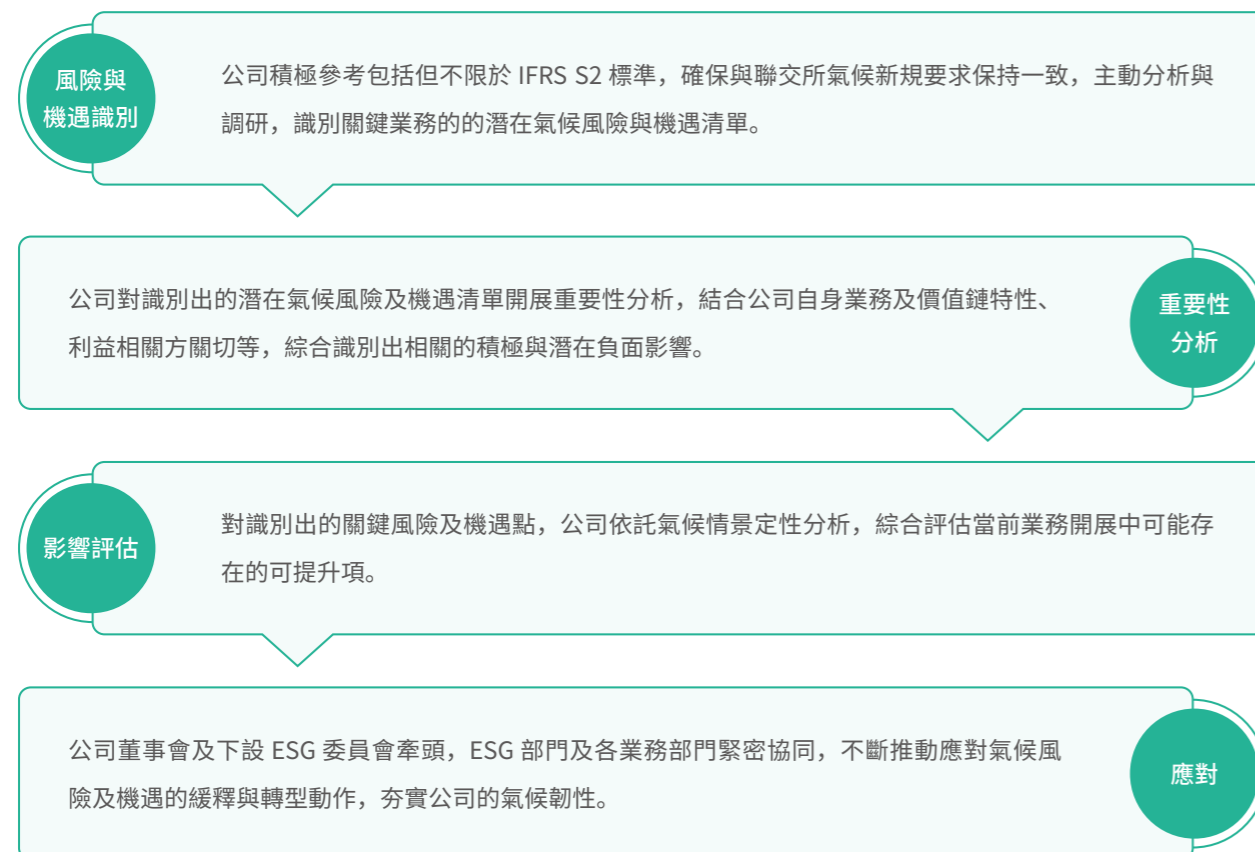 風險與
機遇識別
公司積極參考包括但不限於 IFRS S2 標準，確保與聯交所氣候新規要求保持一致，主動分析與
調研，識別關鍵業務的的潛在氣候風險與機遇清單。
公司對識別出的潛在氣候風險及機遇清單開展重要性分析，結合公司自身業務及價值鏈特性、
利益相關方關切等，綜合識別出相關的積極與潛在負面影響。
重要性
分析
影響評估
對識別出的關鍵風險及機遇點，公司依託氣候情景定性分析，綜合評估當前業務開展中可能存
在的可提升項。
公司董事會及下設 ESG 委員會牽頭，ESG 部門及各業務部門緊密協同，不斷推動應對氣候風
險及機遇的緩釋與轉型動作，夯實公司的氣候韌性。
應對